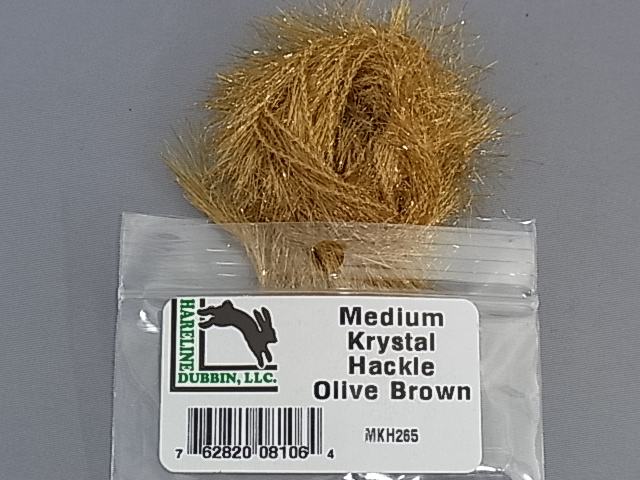 HARELINE
DUBBIN, LLC.
Medium
Krystal
Hackle
Olive Brown
MKH265
7 62820 08106 4